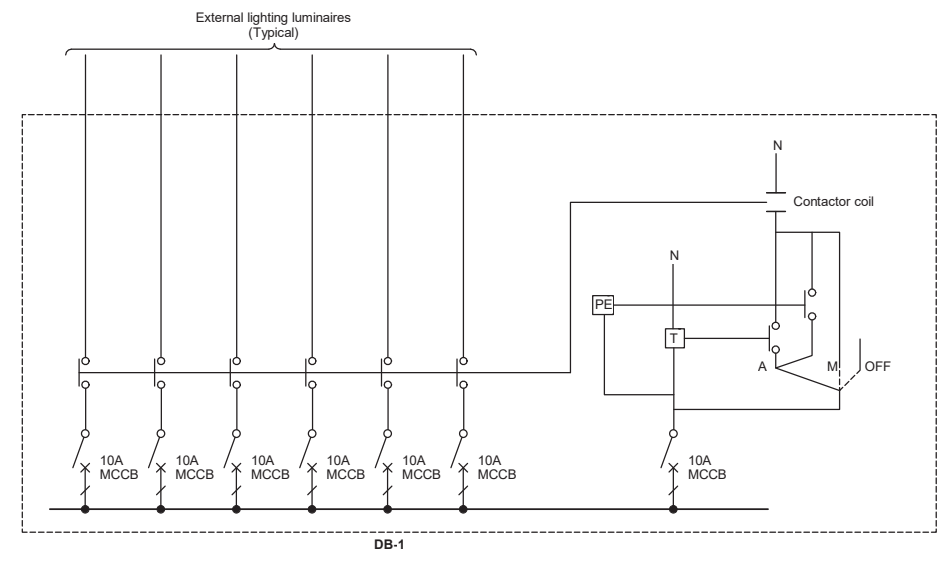 External lighting luminaires
(Typical)
N
Contactor coil
N
PE
T
A
M
OFF
10A
MCCB
10A
MCCB
10A
MCCB
10A
MCCB
10A
MCCB
10A
MCCB
10A
MCCB
DB-1